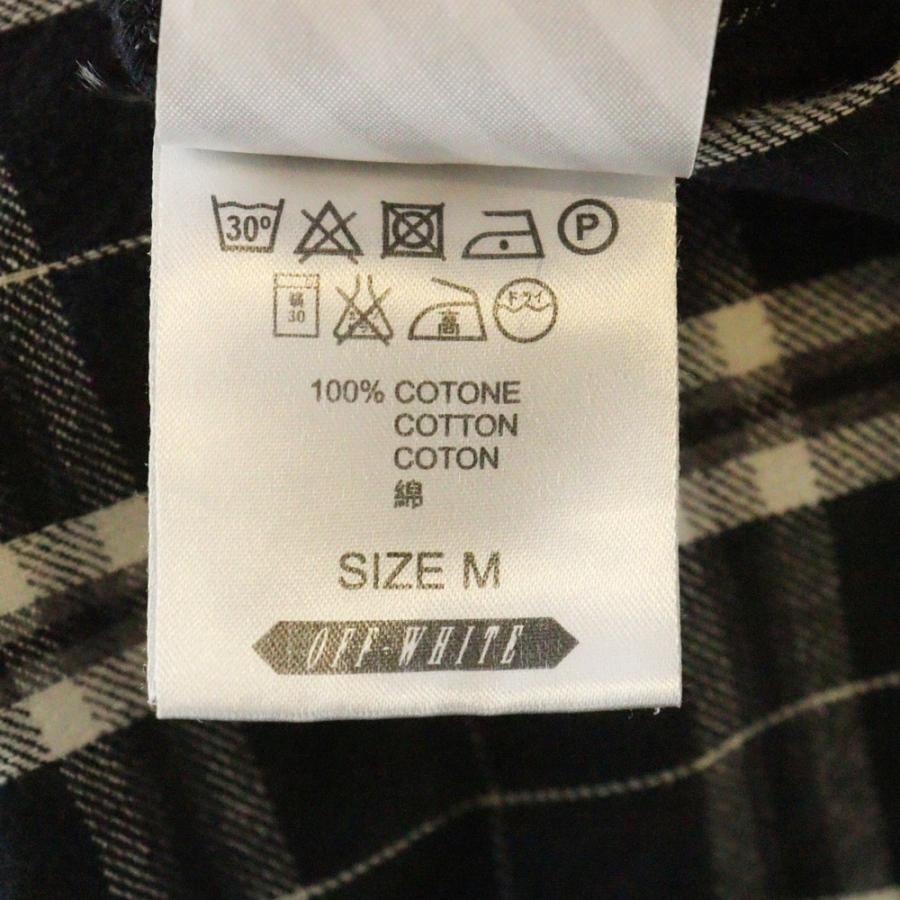 30° P
弱 30 高 ドライ
100% COTONE
COTTON
COTON
綿
SIZE M
OFF-WHITE